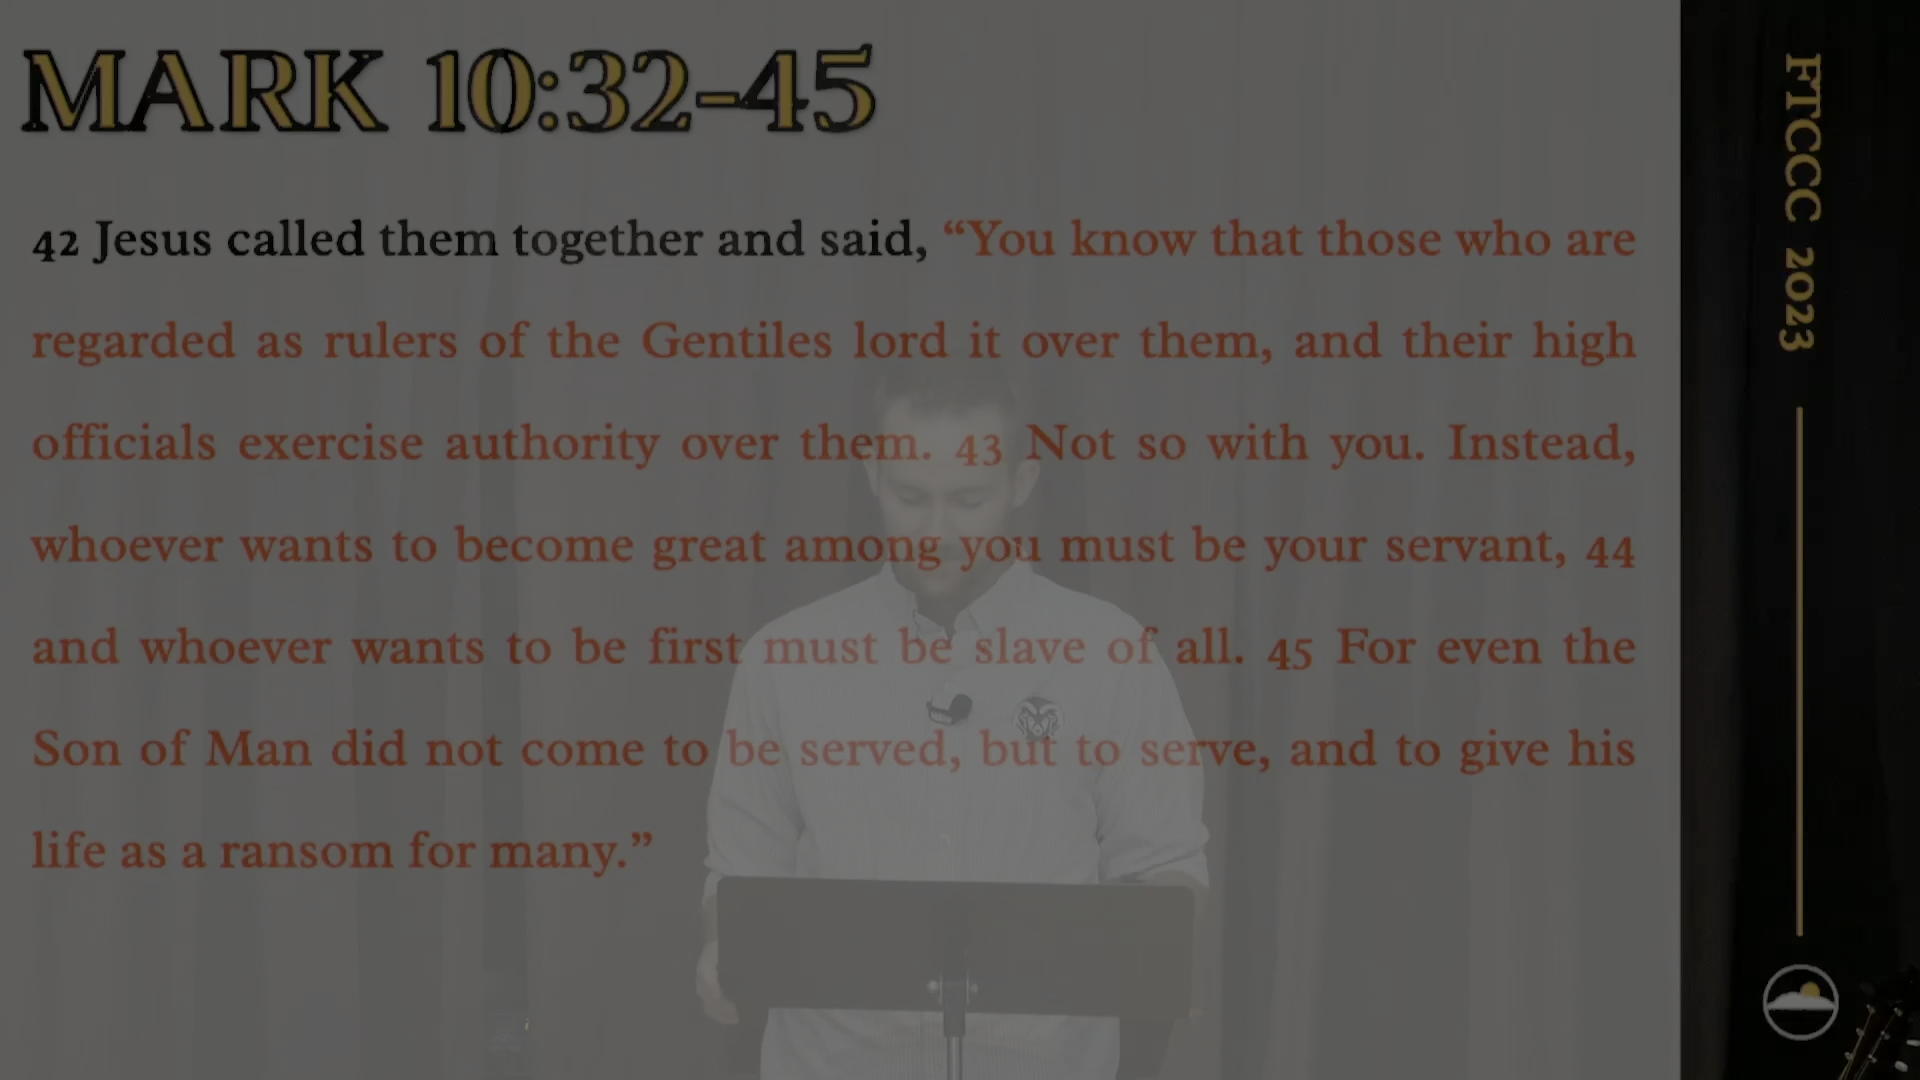 MARK 10:32-45
42 Jesus called them together and said, “You know that those who are
regarded as rulers of the Gentiles lord it over them, and their high
officials exercise authority over them. 43 Not so with you. Instead,
whoever wants to become great among you must be your servant, 44
and whoever wants to be first must be slave of all. 45 For even the
Son of Man did not come to be served, but to serve, and to give his
life as a ransom for many.”
FTCCC 2023